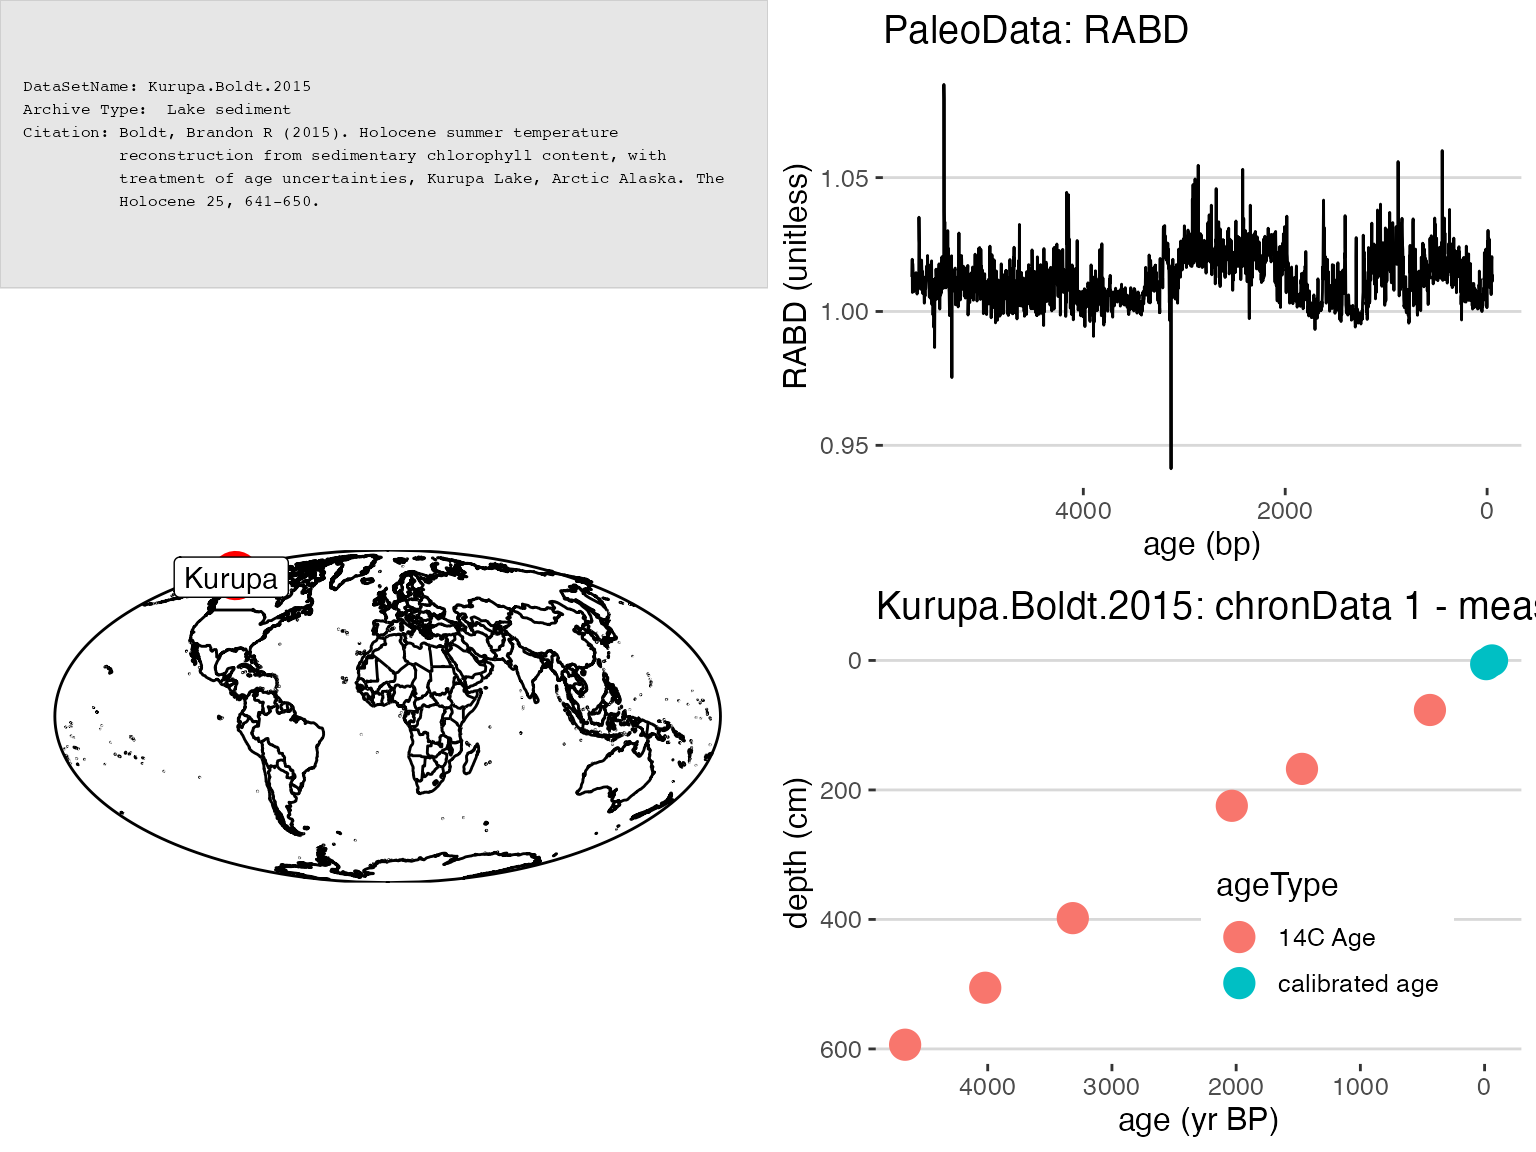 DataSetName: Kurupa.Boldt.2015
Archive Type:  Lake sediment
Citation: Boldt, Brandon R (2015). Holocene summer temperature
reconstruction from sedimentary chlorophyll content, with
treatment of age uncertainties, Kurupa Lake, Arctic Alaska. The
Holocene 25, 641-650.
PaleoData: RABD
RABD (unitless)
1.05
1.00
0.95
4000 2000 0
age (bp)
Kurupa
Kurupa.Boldt.2015: chronData 1 - meas
depth (cm)
0
200
400
600
ageType
14C Age
calibrated age
4000 3000 2000 1000 0
age (yr BP)